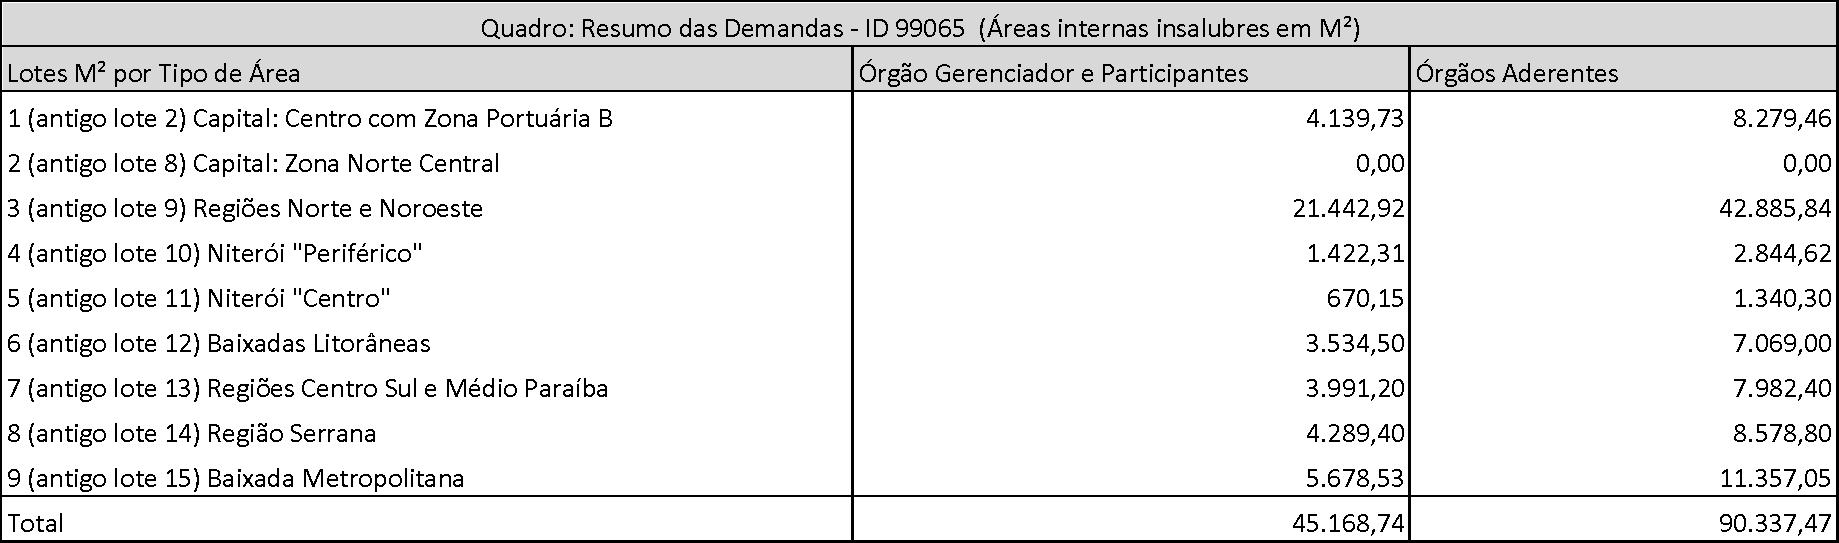 Quadro: Resumo das Demandas - ID 99065  (Áreas internas insalubres em M²)
Lotes M² por Tipo de Área Órgão Gerenciador e Participantes Órgãos Aderentes
1 (antigo lote 2) Capital: Centro com Zona Portuária B 4.139,73 8.279,46
2 (antigo lote 8) Capital: Zona Norte Central 0,00 0,00
3 (antigo lote 9) Regiões Norte e Noroeste 21.442,92 42.885,84
4 (antigo lote 10) Niterói "Periférico" 1.422,31 2.844,62
5 (antigo lote 11) Niterói "Centro" 670,15 1.340,30
6 (antigo lote 12) Baixadas Litorâneas 3.534,50 7.069,00
7 (antigo lote 13) Regiões Centro Sul e Médio Paraíba 3.991,20 7.982,40
8 (antigo lote 14) Região Serrana 4.289,40 8.578,80
9 (antigo lote 15) Baixada Metropolitana 5.678,53 11.357,05
Total 45.168,74 90.337,47